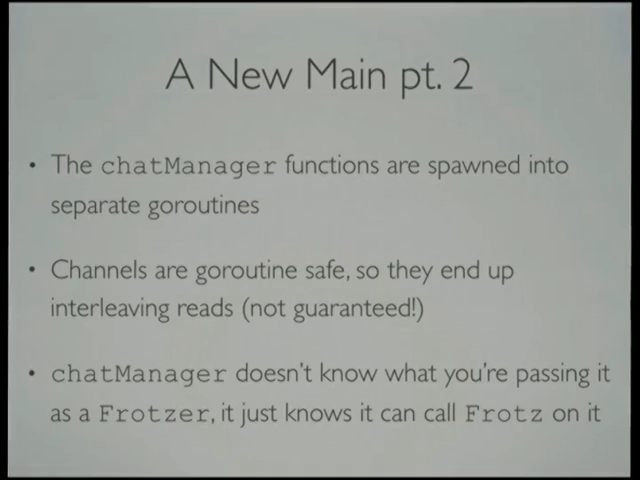 A New Main pt. 2
• The chatManager functions are spawned into
separate goroutines
• Channels are goroutine safe, so they end up
interleaving reads (not guaranteed!)
• chatManager doesn't know what you're passing it
as a Frotzer, it just knows it can call Frotz on it